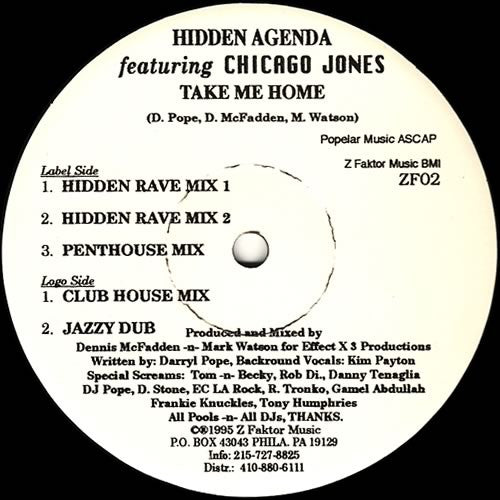 HIDDEN AGENDA
featuring CHICAGO JONES
TAKE ME HOME
(D. Pope, D. McFadden, M. Watson)
Popelar Music ASCAP
Z Faktor Music BMI
ZF02
Label Side
1. HIDDEN RAVE MIX 1
2. HIDDEN RAVE MIX 2
3. PENTHOUSE MIX
Logo Side
1. CLUB HOUSE MIX
2. JAZZY DUB
Produced and Mixed by
Dennis McFadden -n- Mark Watson for Effect X 3 Productions
Written by: Darryl Pope, Backround Vocals: Kim Payton
Special Screams: Tom -n- Becky, Rob Di., Danny Tenaglia
DJ Pope, D. Stone, EC LA Rock, R. Tronko, Gamel Abdullah
Frankie Knuckles, Tony Humphries
All Pools -n- All DJs, THANKS.
©®1995 Z Faktor Music
P.O. BOX 43043 PHILA. PA 19129
Info: 215-727-8825
Distr.: 410-880-6111